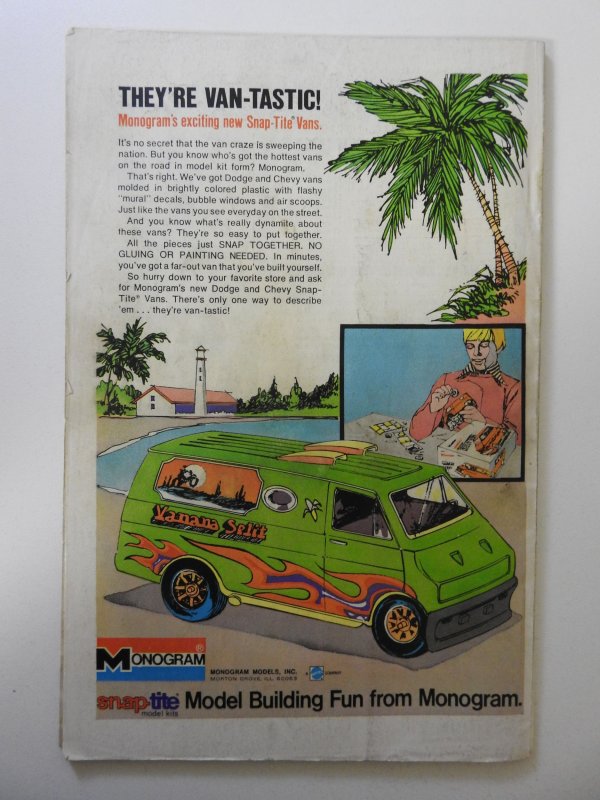 THEY'RE VAN-TASTIC!
Monogram's exciting new Snap-Tite® Vans.
It's no secret that the van craze is sweeping the
nation. But you know who's got the hottest vans
on the road in model kit form? Monogram.
That's right. We've got Dodge and Chevy vans
molded in brightly colored plastic with flashy
"mural" decals, bubble windows and air scoops.
Just like the vans you see everyday on the street.
And you know what's really dynamite about
these vans? They're so easy to put together.
All the pieces just SNAP TOGETHER. NO
GLUING OR PAINTING NEEDED. In minutes,
you've got a far-out van that you've built yourself.
So hurry down to your favorite store and ask
for Monogram's new Dodge and Chevy Snap-
Tite® Vans. There's only one way to describe
'em . . . they're van-tastic!
Vanana Split
MONOGRAM®
MONOGRAM MODELS, INC.
MORTON GROVE, ILL 60053
A COMPANY
snap-tite®
model kits
Model Building Fun from Monogram.